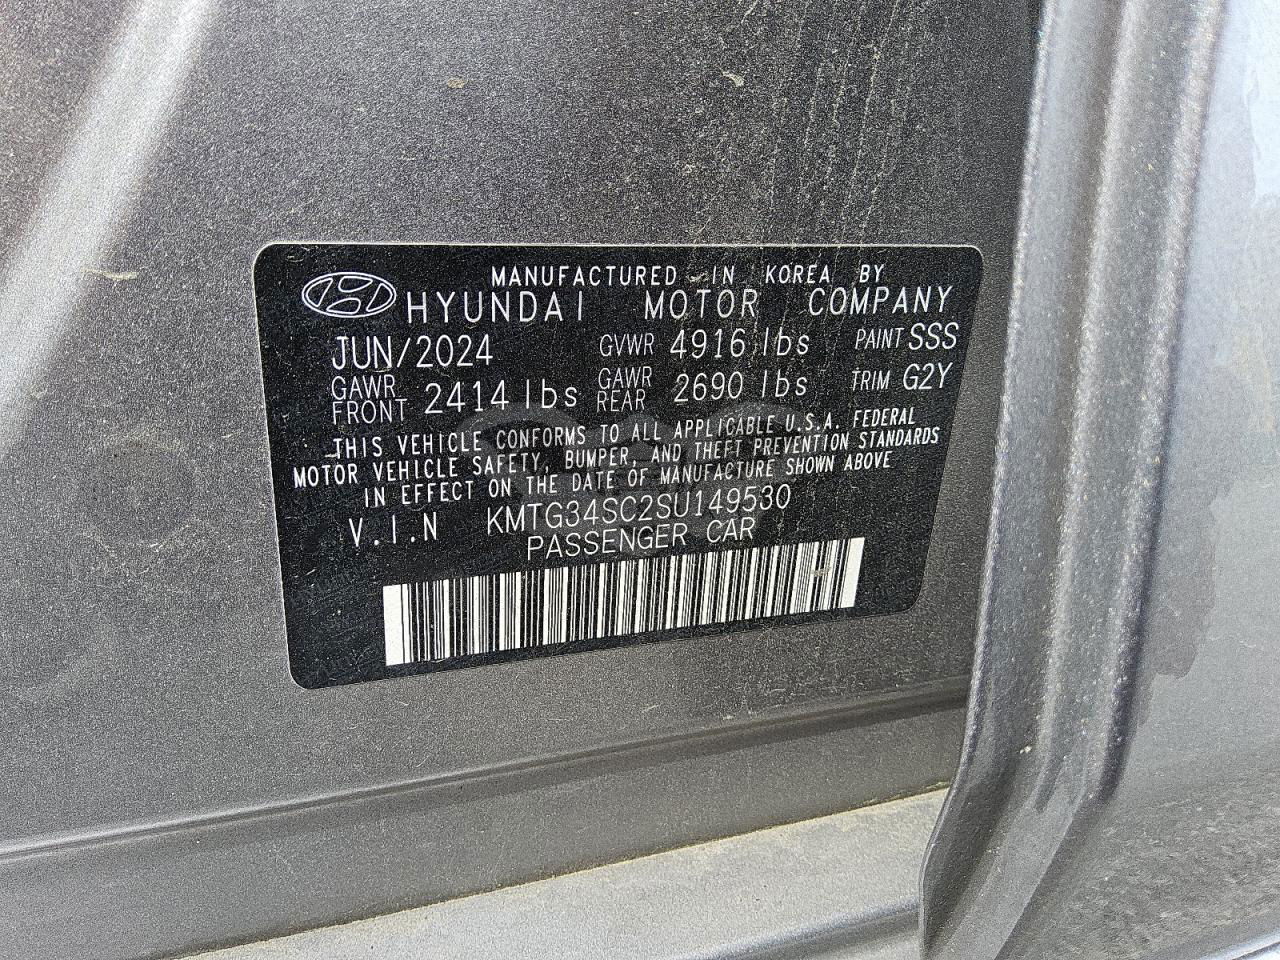 MANUFACTURED IN KOREA BY
HYUNDAI MOTOR COMPANY
JUN/2024 GVWR 4916 lbs PAINT SSS
GAWR FRONT 2414 lbs GAWR REAR 2690 lbs TRIM G2Y
THIS VEHICLE CONFORMS TO ALL APPLICABLE U.S.A. FEDERAL
MOTOR VEHICLE SAFETY, BUMPER, AND THEFT PREVENTION STANDARDS
IN EFFECT ON THE DATE OF MANUFACTURE SHOWN ABOVE
V.I.N KMTG34SC2SU149530
PASSENGER CAR